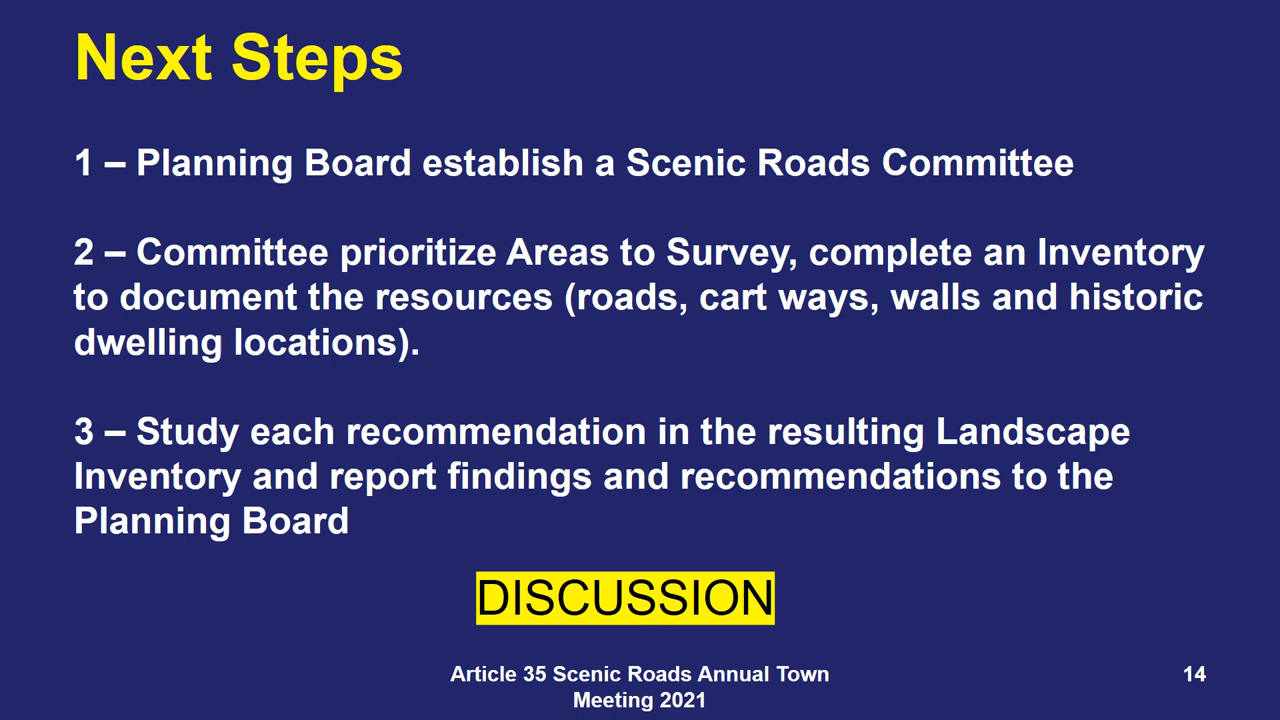 Next Steps
1 – Planning Board establish a Scenic Roads Committee
2 – Committee prioritize Areas to Survey, complete an Inventory
to document the resources (roads, cart ways, walls and historic
dwelling locations).
3 – Study each recommendation in the resulting Landscape
Inventory and report findings and recommendations to the
Planning Board
DISCUSSION
Article 35 Scenic Roads Annual Town
Meeting 2021
14